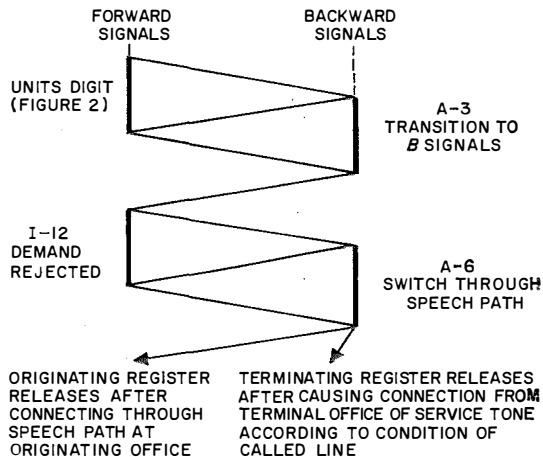 FORWARD
SIGNALS
BACKWARD
SIGNALS
UNITS DIGIT
(FIGURE 2)
A-3
TRANSITION TO
B SIGNALS
I-12
DEMAND
REJECTED
A-6
SWITCH THROUGH
SPEECH PATH
ORIGINATING REGISTER
RELEASES AFTER
CONNECTING THROUGH
SPEECH PATH AT
ORIGINATING OFFICE
TERMINATING REGISTER RELEASES
AFTER CAUSING CONNECTION FROM
TERMINAL OFFICE OF SERVICE TONE
ACCORDING TO CONDITION OF
CALLED LINE